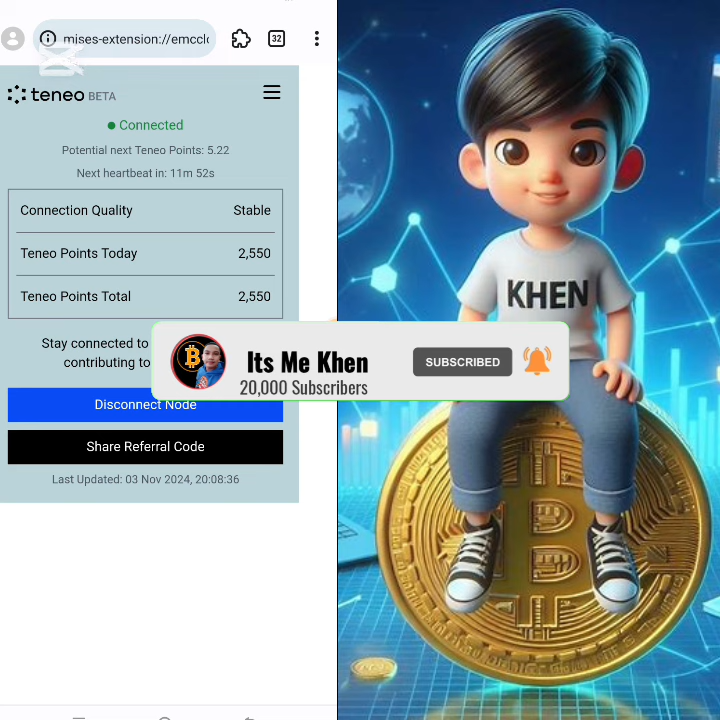 mises-extension://emcclc
32
teneo BETA
Connected
Potential next Teneo Points: 5.22
Next heartbeat in: 11m 52s
Connection Quality Stable
Teneo Points Today 2,550
Teneo Points Total 2,550
Stay connected to
contributing to
Disconnect Node
Share Referral Code
Last Updated: 03 Nov 2024, 20:08:36
Its Me Khen
20,000 Subscribers
SUBSCRIBED
KHEN